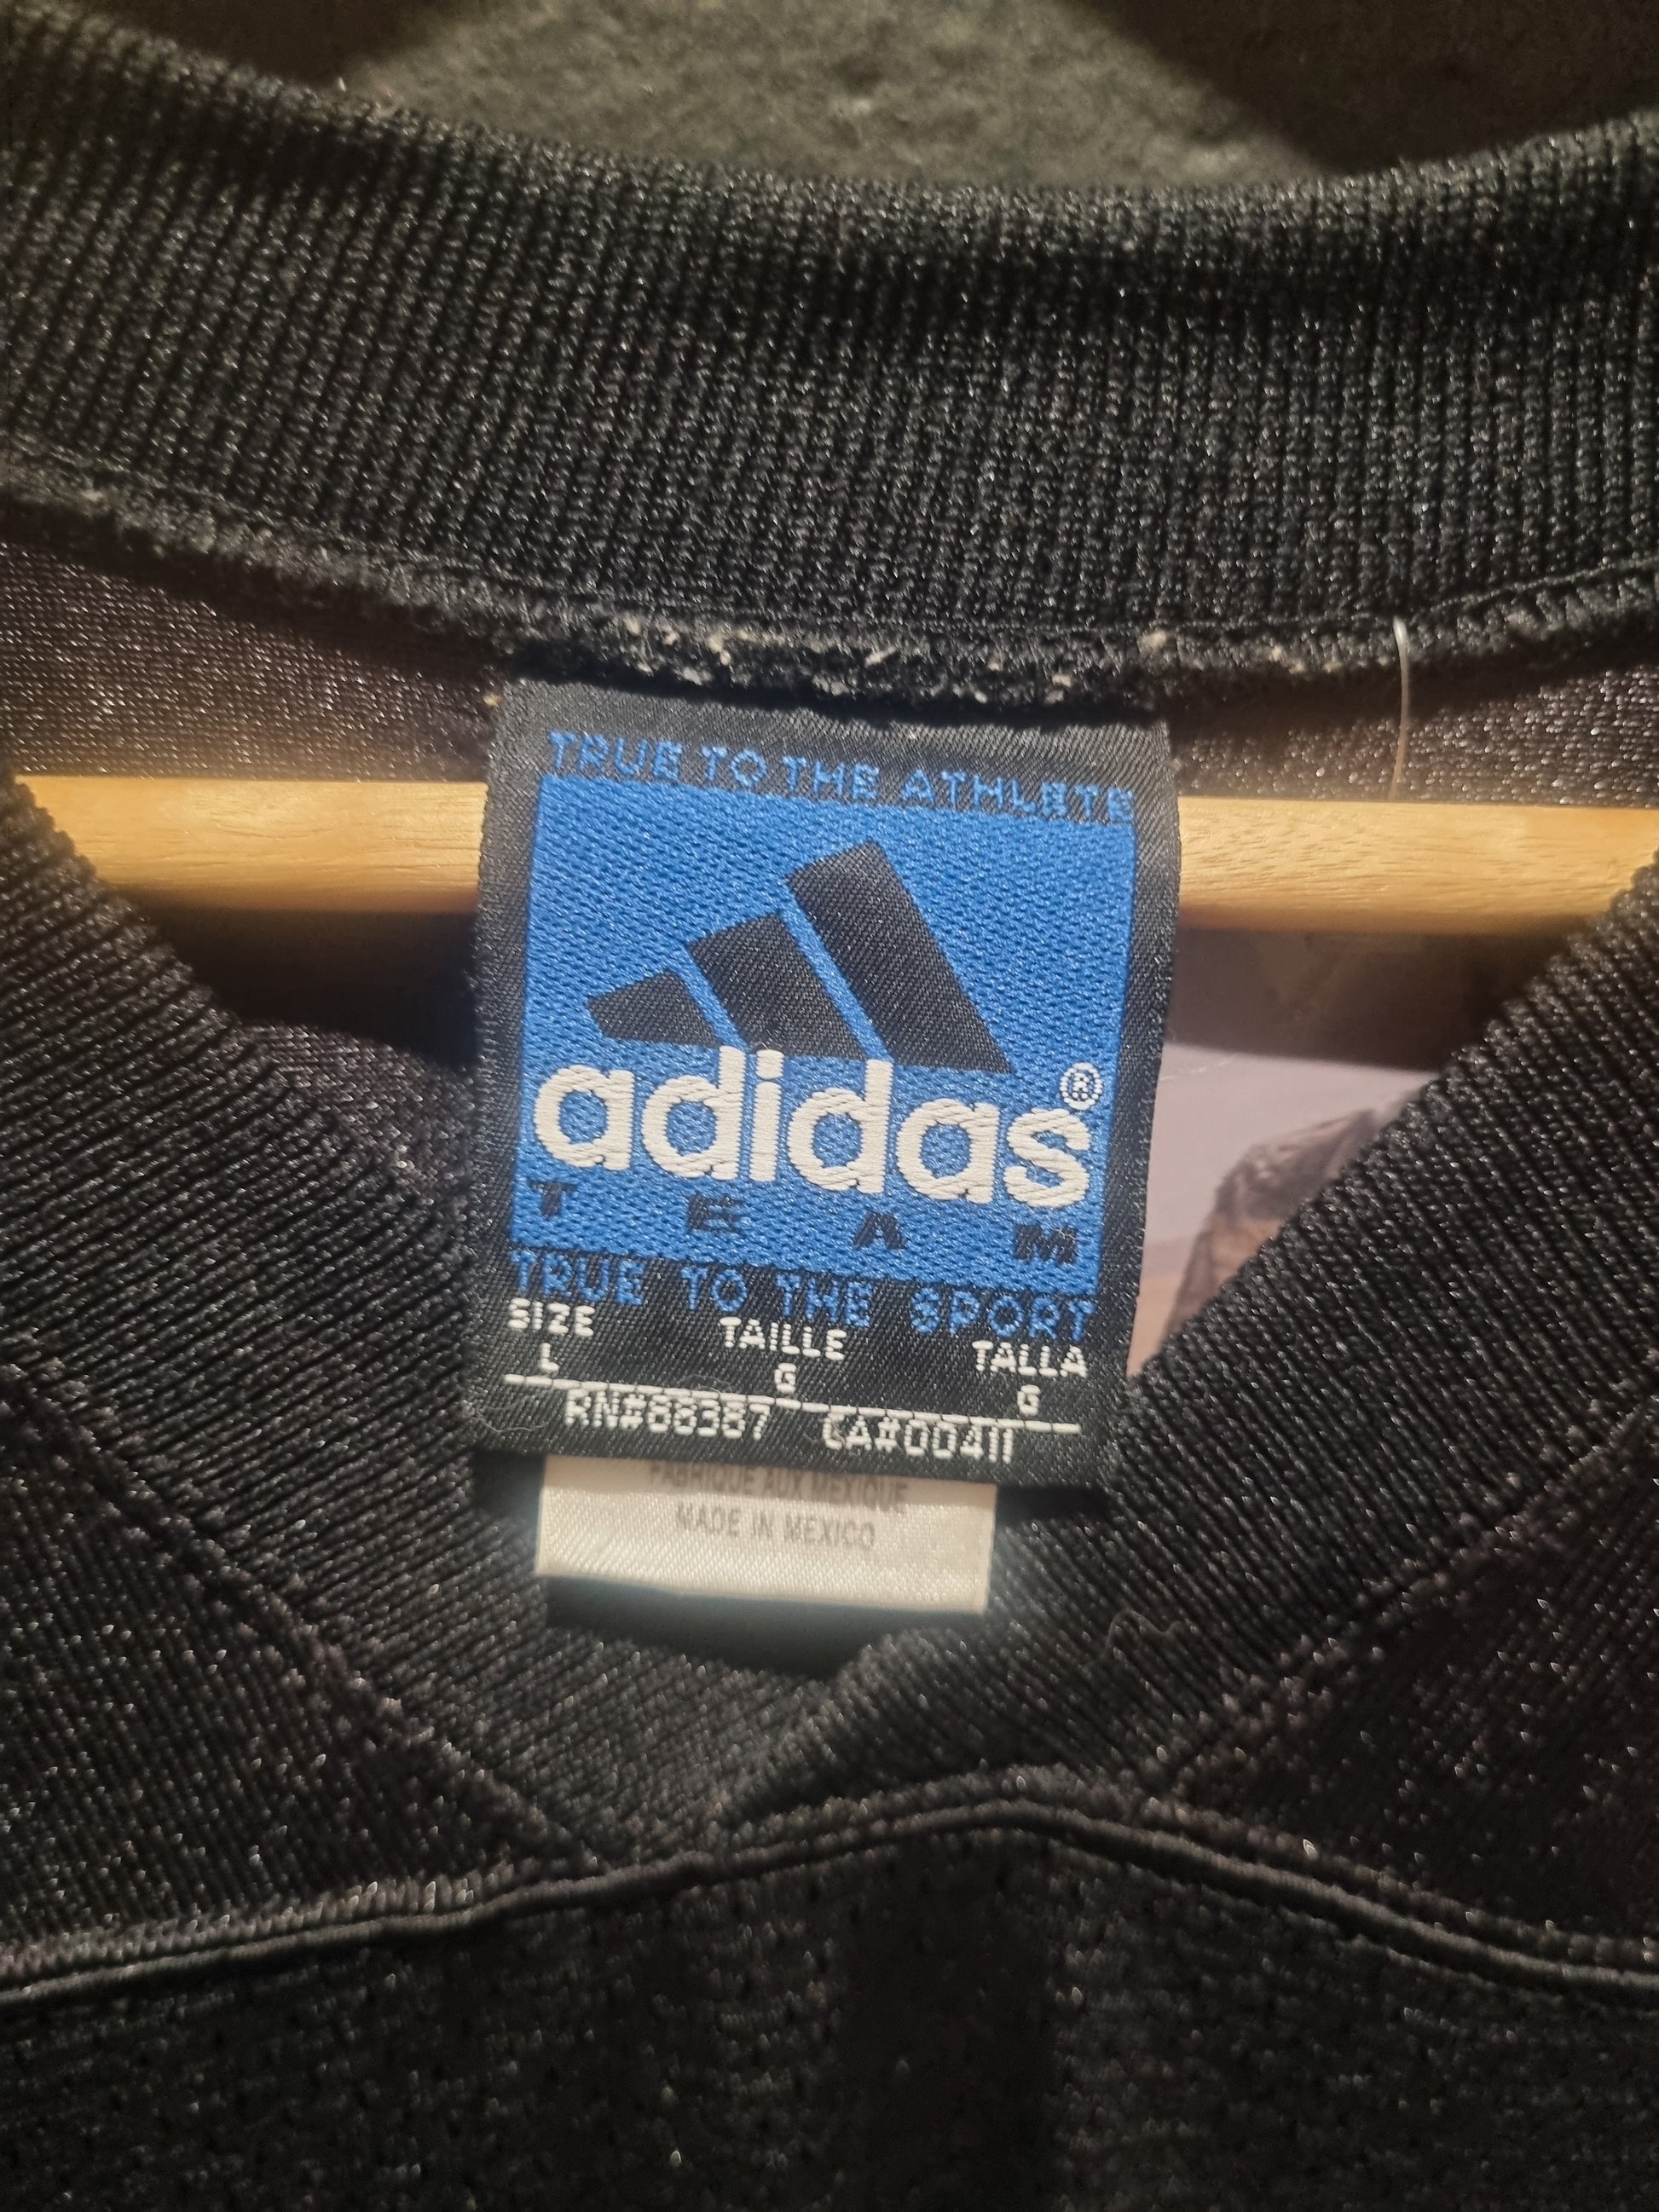 TRUE TO THE ATHLETE
adidas®
TEAM
TRUE TO THE SPORT
SIZE TAILLE TALLA
L G G
RN#88387 CA#00411
FABRIQUE AUX MEXIQUE
MADE IN MEXICO